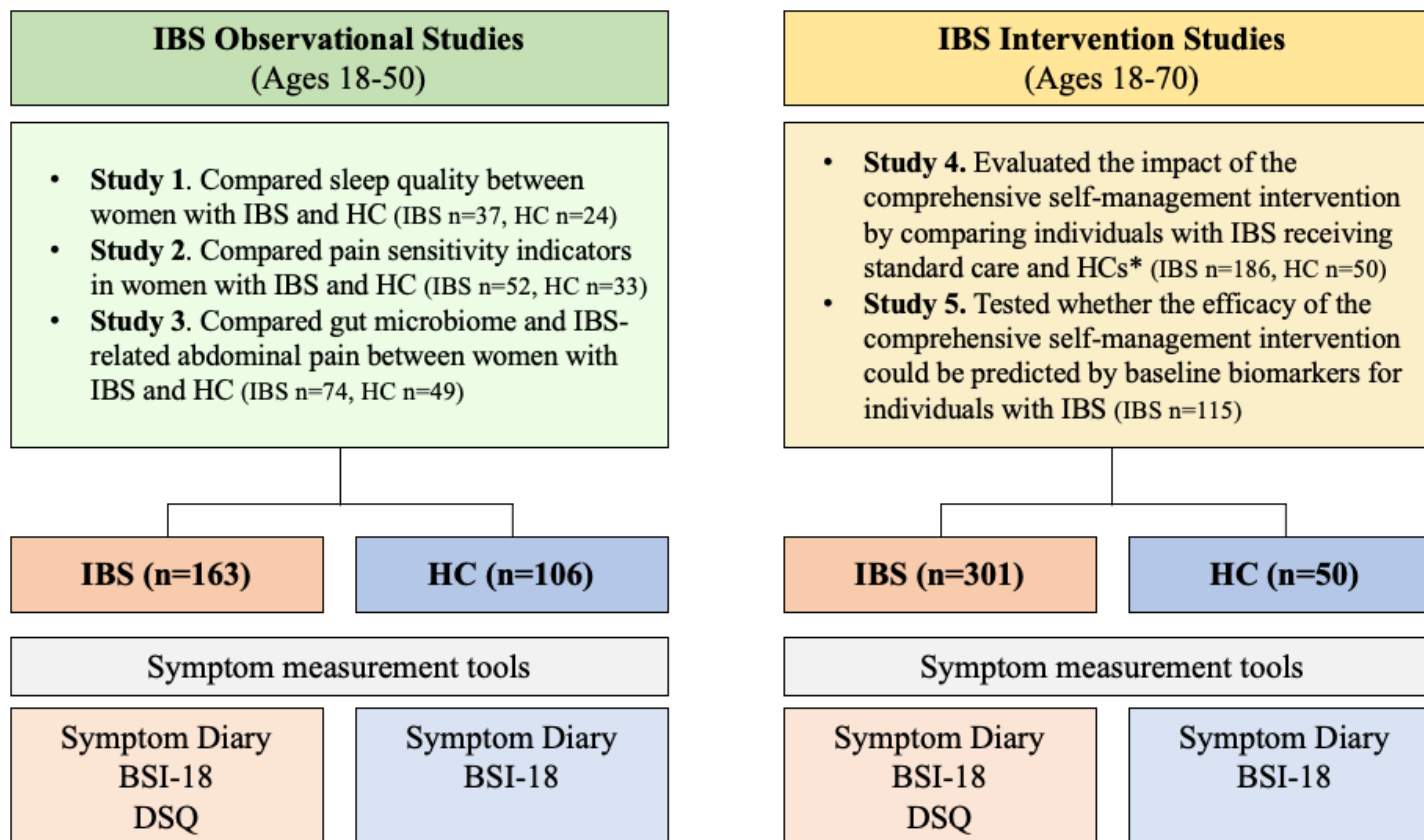 IBS Observational Studies
(Ages 18-50)
• Study 1. Compared sleep quality between
women with IBS and HC (IBS n=37, HC n=24)
• Study 2. Compared pain sensitivity indicators
in women with IBS and HC (IBS n=52, HC n=33)
• Study 3. Compared gut microbiome and IBS-
related abdominal pain between women with
IBS and HC (IBS n=74, HC n=49)
IBS (n=163)
HC (n=106)
Symptom measurement tools
Symptom Diary
BSI-18
DSQ
Symptom Diary
BSI-18
IBS Intervention Studies
(Ages 18-70)
• Study 4. Evaluated the impact of the
comprehensive self-management intervention
by comparing individuals with IBS receiving
standard care and HCs* (IBS n=186, HC n=50)
• Study 5. Tested whether the efficacy of the
comprehensive self-management intervention
could be predicted by baseline biomarkers for
individuals with IBS (IBS n=115)
IBS (n=301)
HC (n=50)
Symptom measurement tools
Symptom Diary
BSI-18
DSQ
Symptom Diary
BSI-18